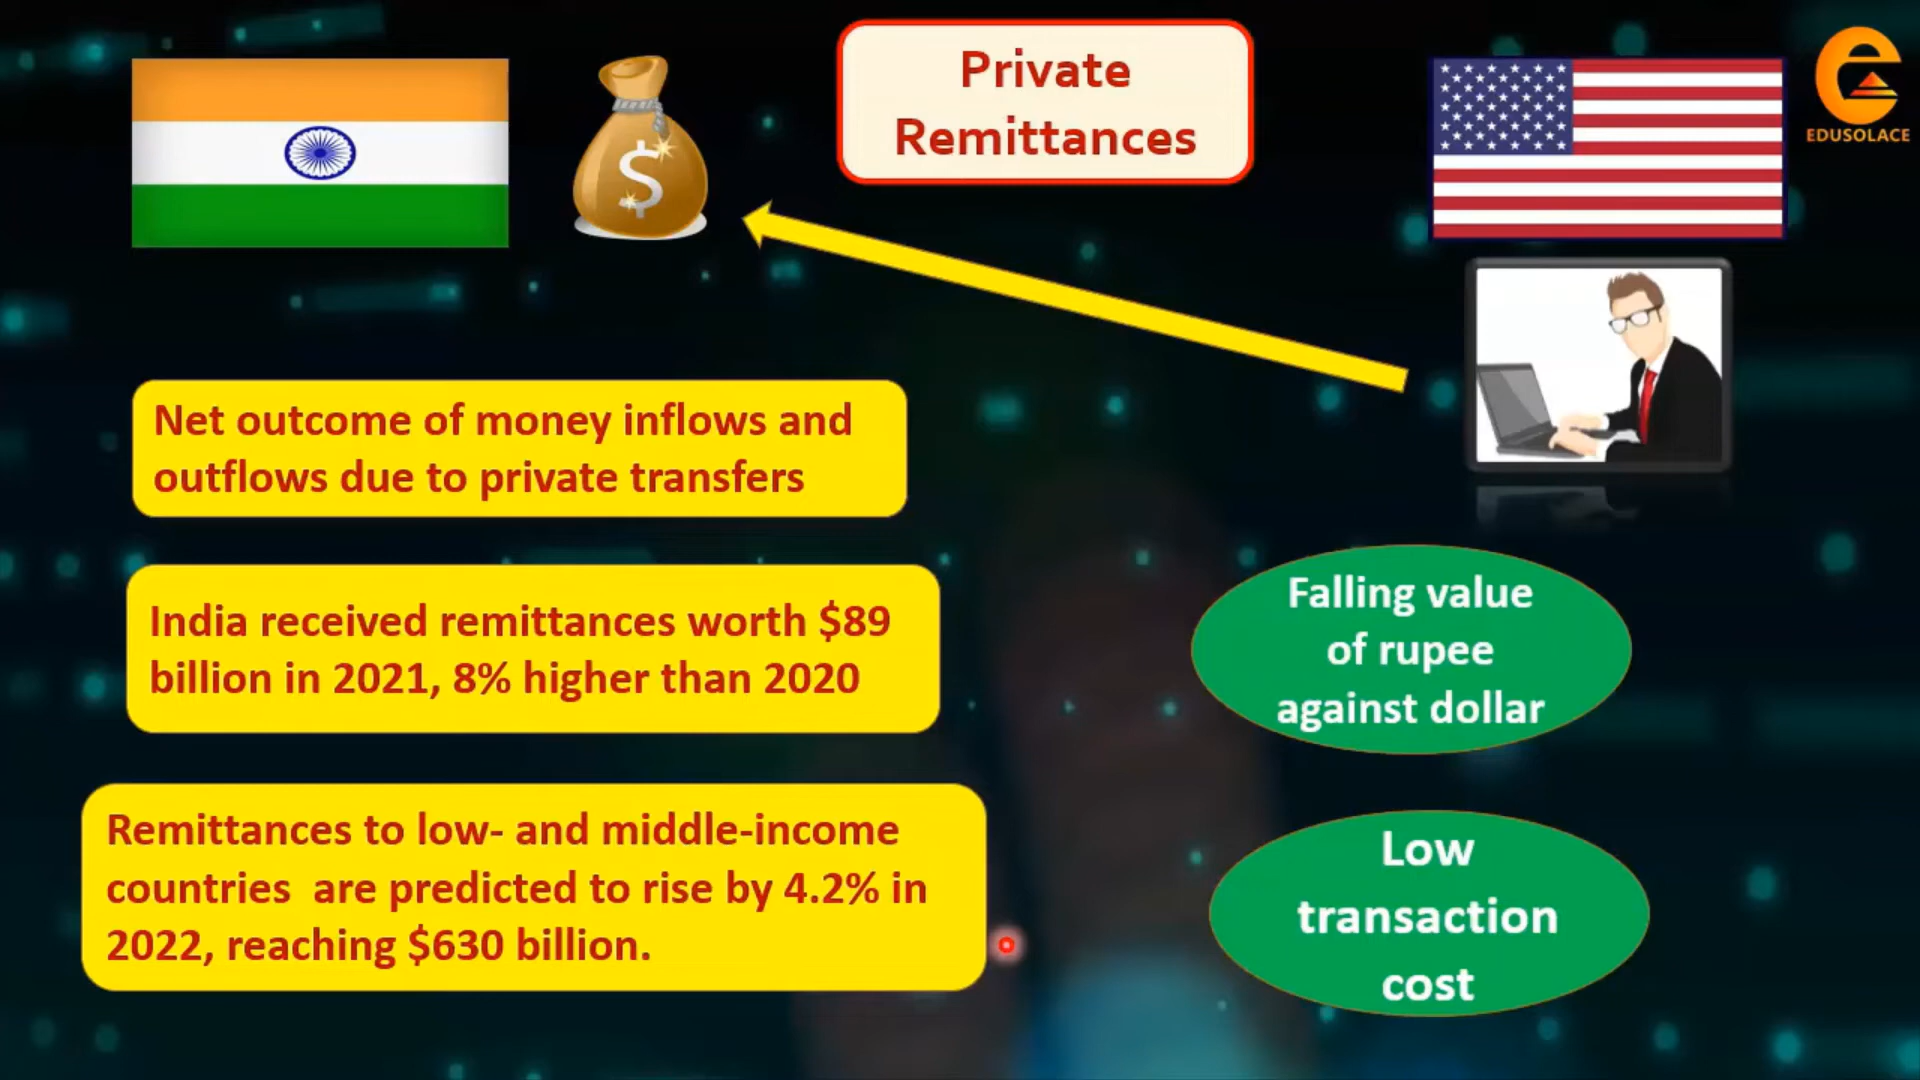 Private
Remittances
EDUSOLACE
$
Net outcome of money inflows and
outflows due to private transfers
India received remittances worth $89
billion in 2021, 8% higher than 2020
Falling value
of rupee
against dollar
Remittances to low- and middle-income
countries  are predicted to rise by 4.2% in
2022, reaching $630 billion.
Low
transaction
cost